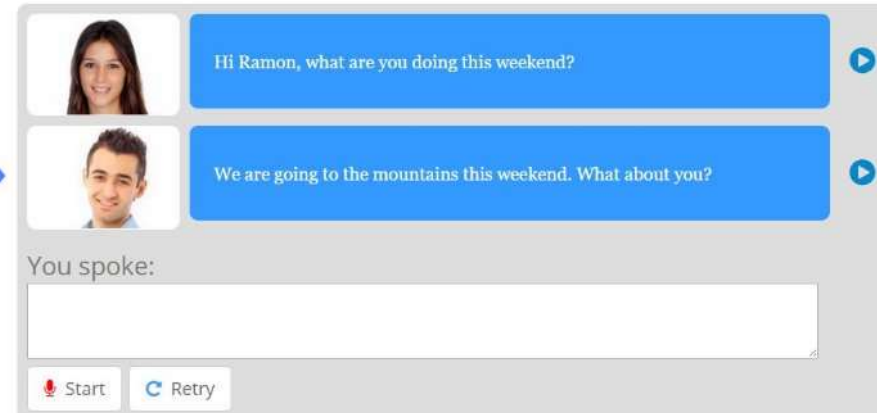 Hi Ramon, what are you doing this weekend?
We are going to the mountains this weekend. What about you?
You spoke:
Start
Retry